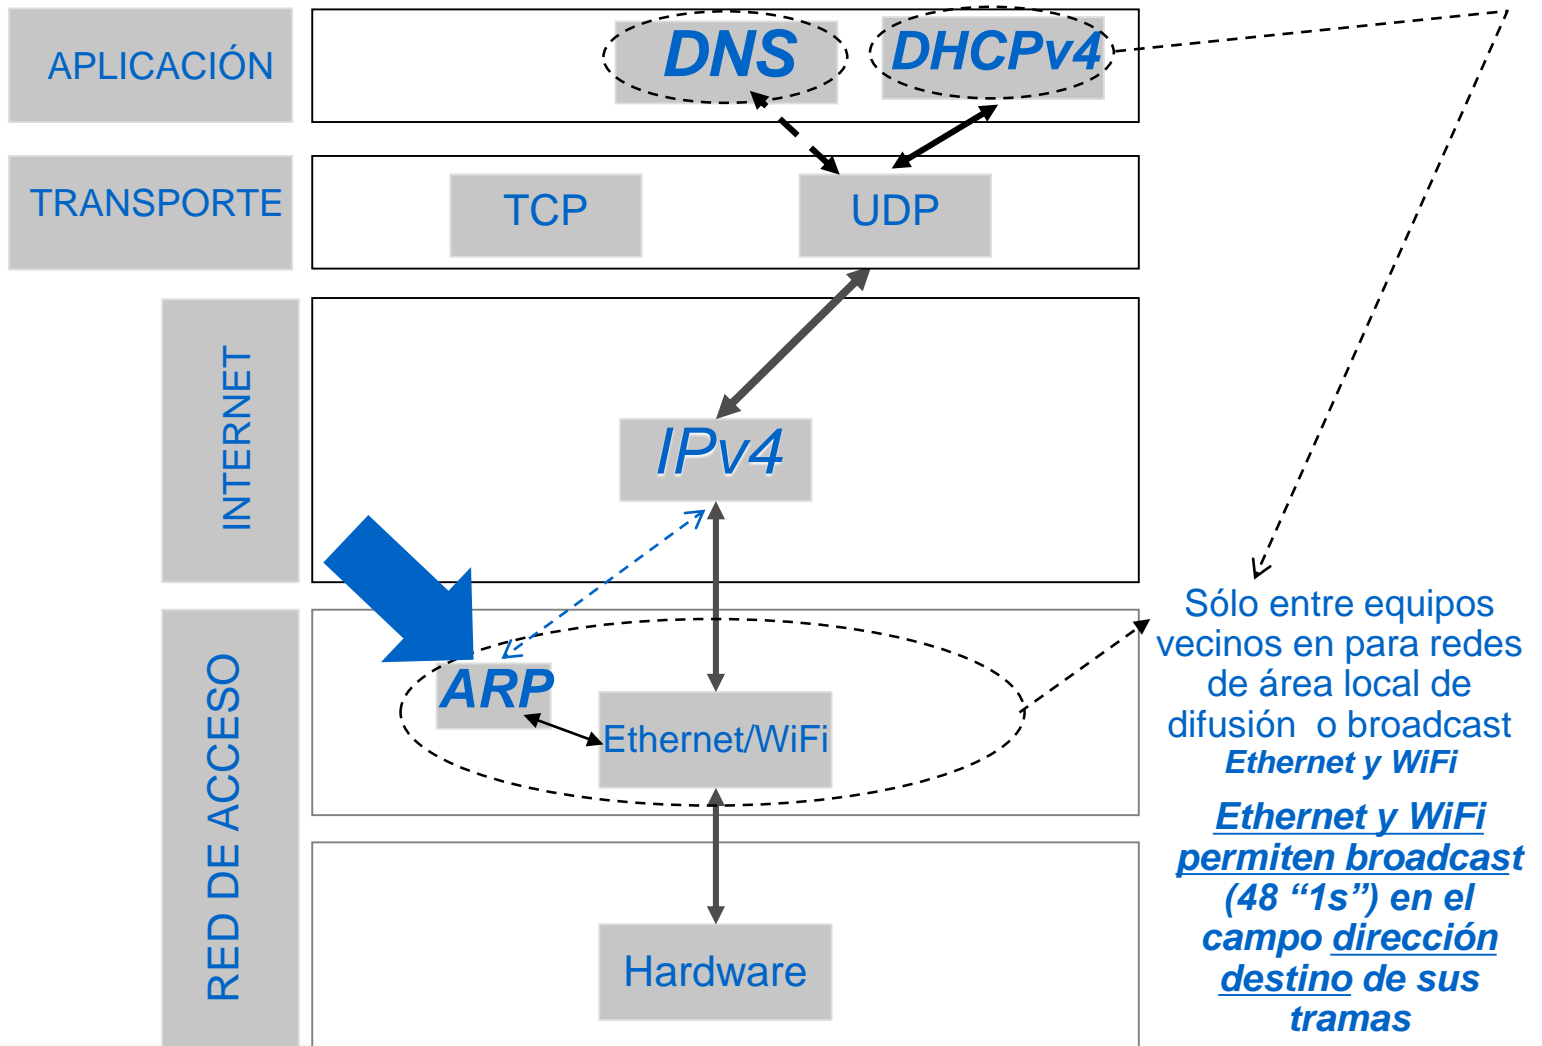 APLICACIÓN
DNS
DHCPv4
TRANSPORTE
TCP
UDP
INTERNET
IPv4
RED DE ACCESO
ARP
Ethernet/WiFi
Hardware
Sólo entre equipos
vecinos en para redes
de área local de
difusión o broadcast
Ethernet y WiFi
Ethernet y WiFi
permiten broadcast
(48 “1s”) en el
campo dirección
destino de sus
tramas